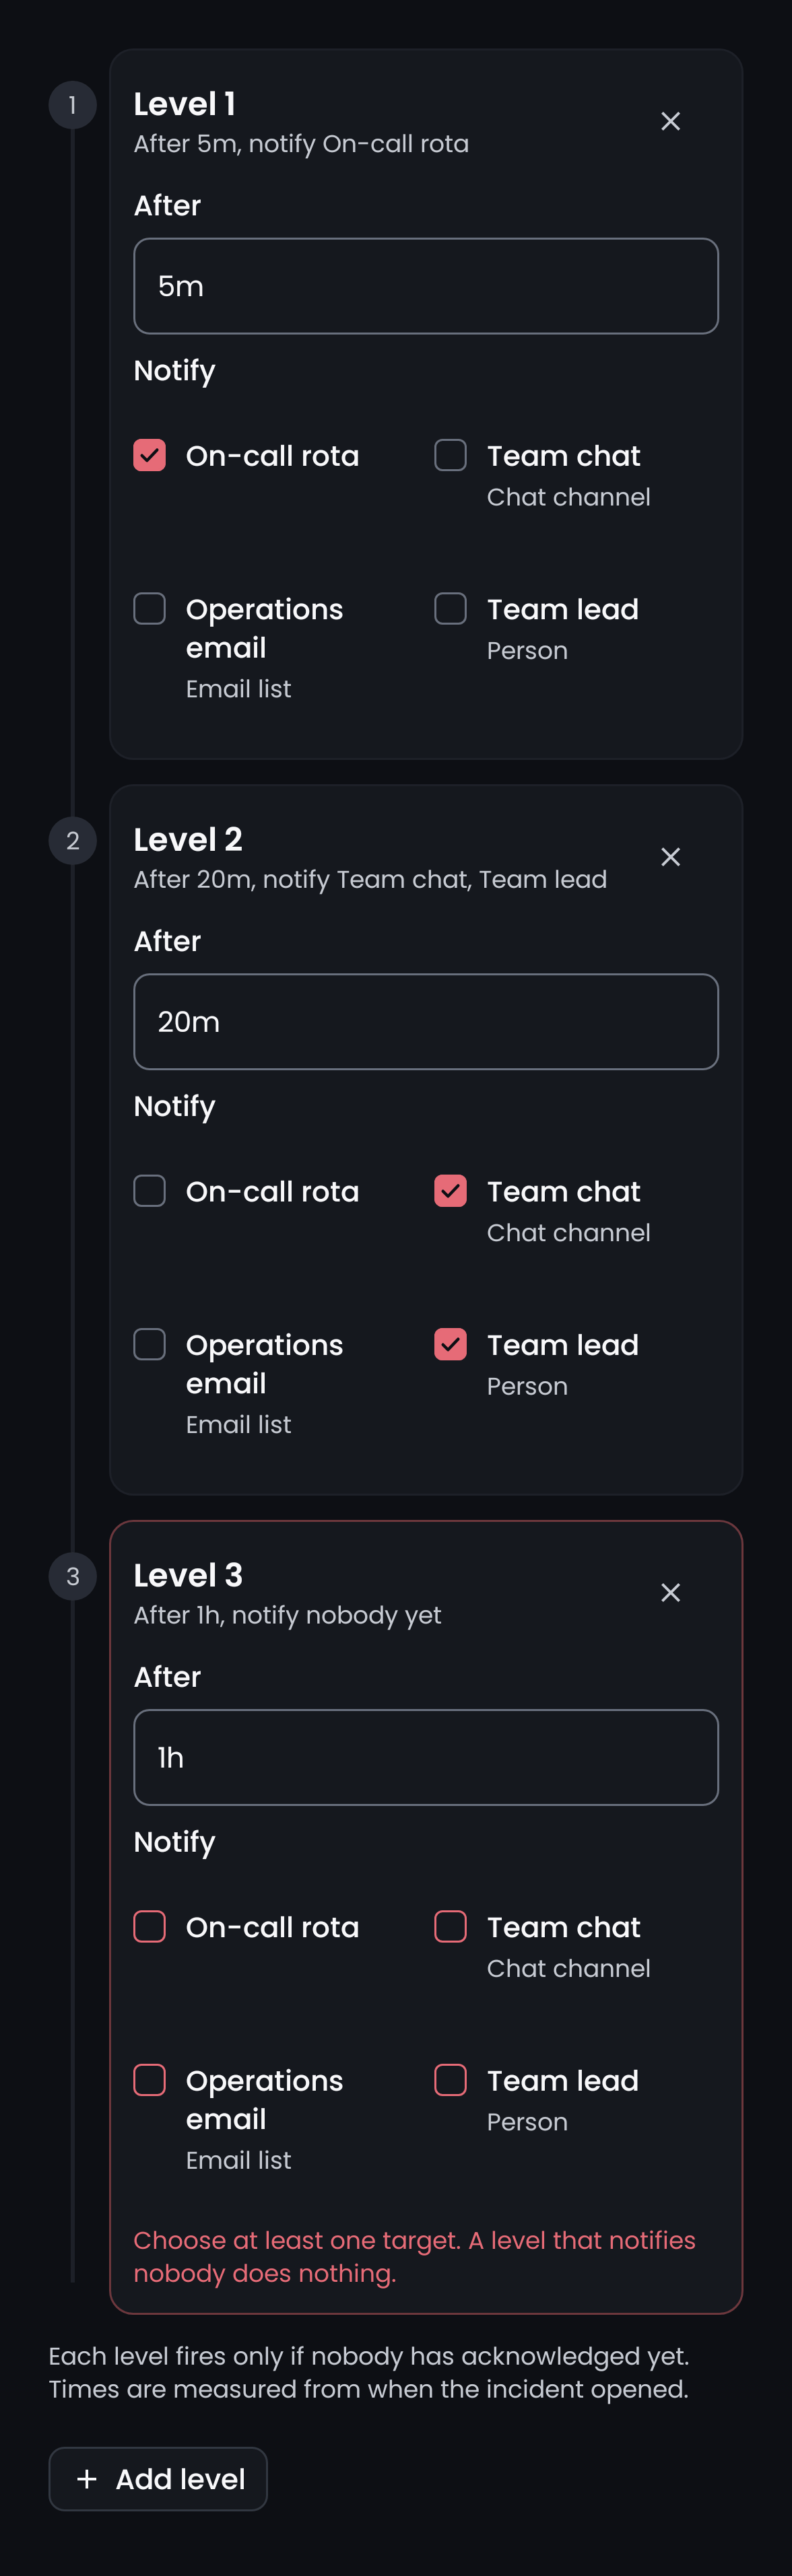 1
Level 1
After 5m, notify On-call rota
After
5m
Notify
On-call rota
Team chat
Chat channel
Operations
email
Email list
Team lead
Person
2
Level 2
After 20m, notify Team chat, Team lead
After
20m
Notify
On-call rota
Team chat
Chat channel
Operations
email
Email list
Team lead
Person
3
Level 3
After 1h, notify nobody yet
After
1h
Notify
On-call rota
Team chat
Chat channel
Operations
email
Email list
Team lead
Person
Choose at least one target. A level that notifies
nobody does nothing.
Each level fires only if nobody has acknowledged yet.
Times are measured from when the incident opened.
+ Add level